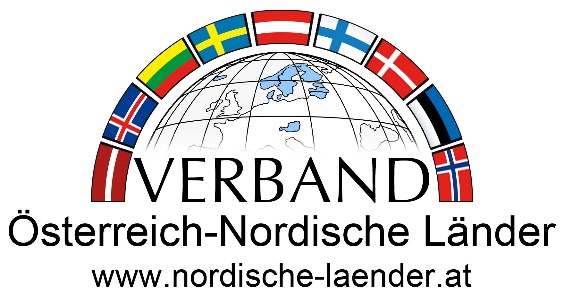 VERBAND
Österreich-Nordische Länder
www.nordische-laender.at